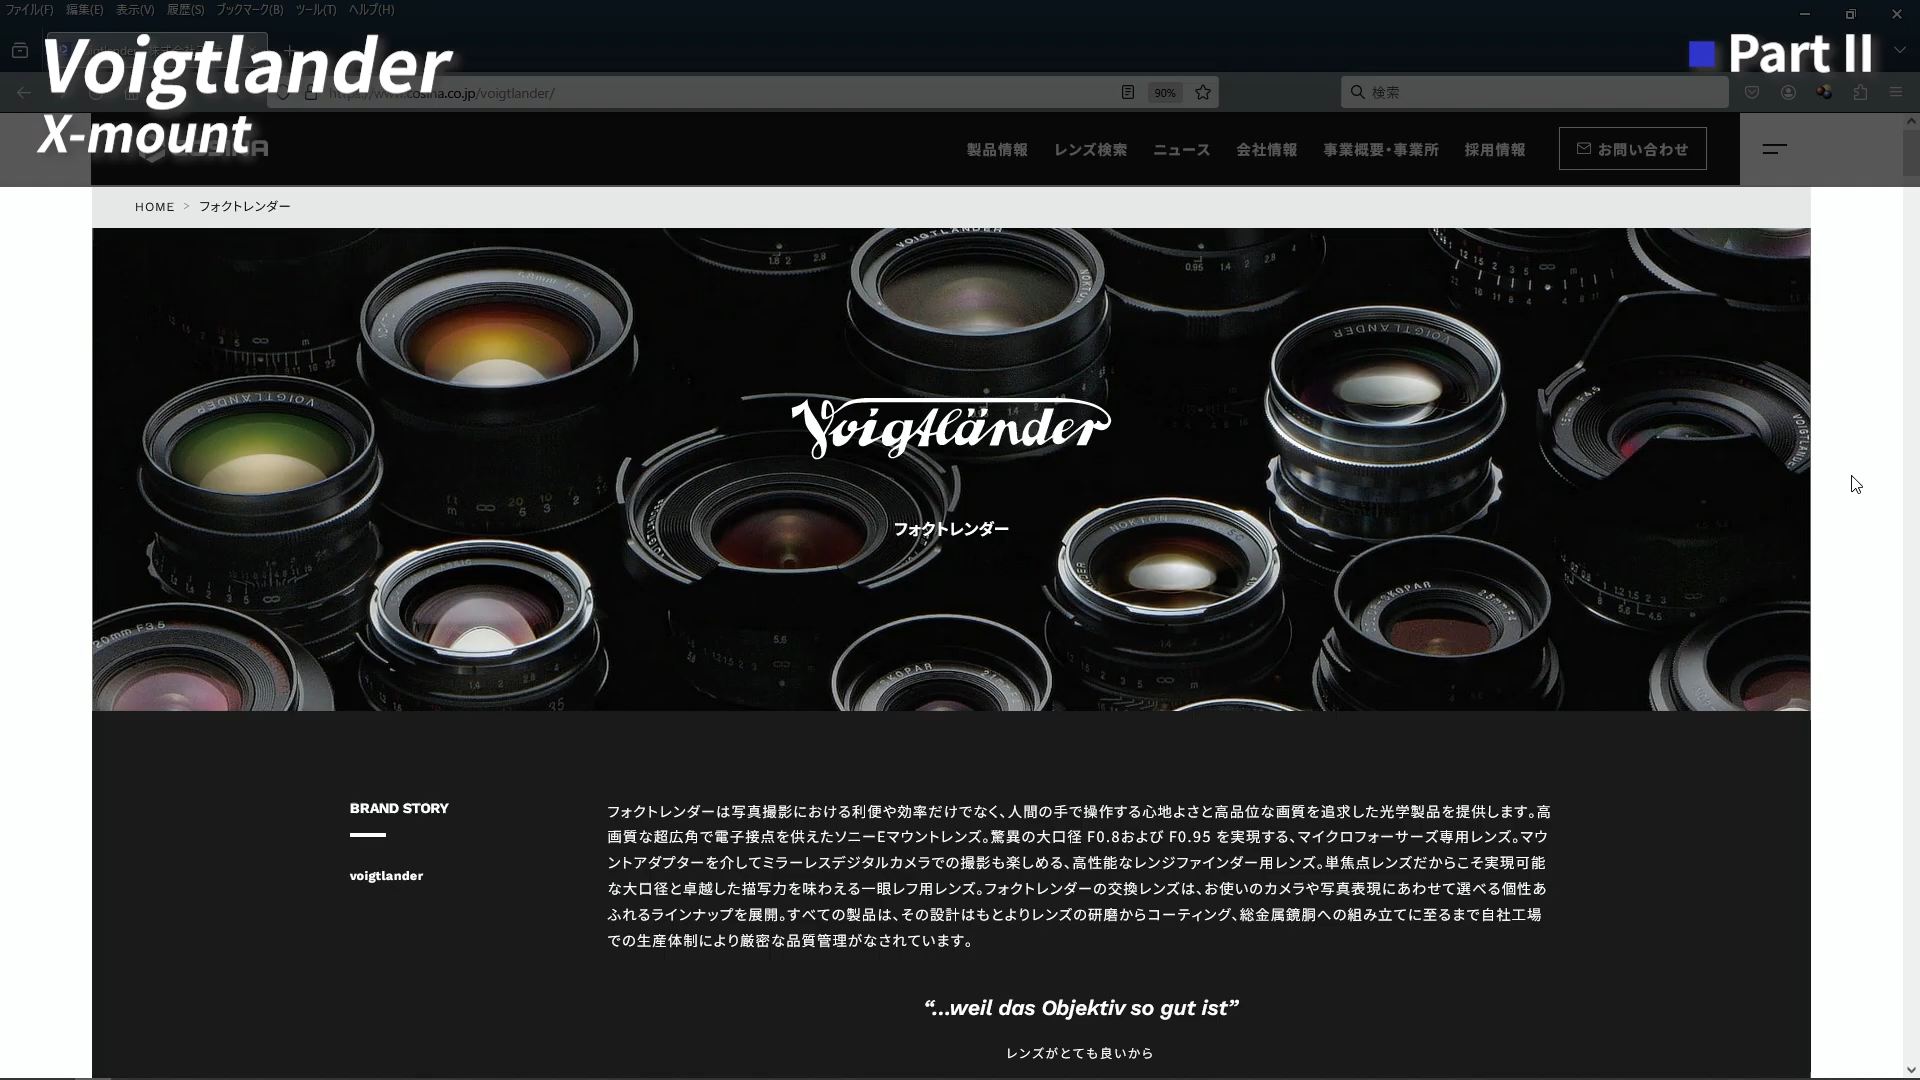 ファイル(F) 編集(E) 表示(V) 履歴(S) ブックマーク(B) ツール(T) ヘルプ(H)
Voigtlander
X-mount
Part II
https://www.cosina.co.jp/voigtlander/
90%
検索
COSINA
製品情報 レンズ検索 ニュース 会社情報 事業概要・事業所 採用情報 お問い合わせ
HOME > フォクトレンダー
Voigtländer
フォクトレンダー
BRAND STORY
voigtlander
フォクトレンダーは写真撮影における利便や効率だけでなく、人間の手で操作する心地よさと高品位な画質を追求した光学製品を提供します。高
画質な超広角で電子接点を供えたソニーEマウントレンズ。驚異の大口径 F0.8および F0.95 を実現する、マイクロフォーサーズ専用レンズ。マウ
ントアダプターを介してミラーレスデジタルカメラでの撮影も楽しめる、高性能なレンジファインダー用レンズ。単焦点レンズだからこそ実現可能
な大口径と卓越した描写力を味わえる一眼レフ用レンズ。フォクトレンダーの交換レンズは、お使いのカメラや写真表現にあわせて選べる個性あ
ふれるラインナップを展開。すべての製品は、その設計はもとよりレンズの研磨からコーティング、総金属鏡胴への組み立てに至るまで自社工場
での生産体制により厳密な品質管理がなされています。
“…weil das Objektiv so gut ist”
レンズがとても良いから